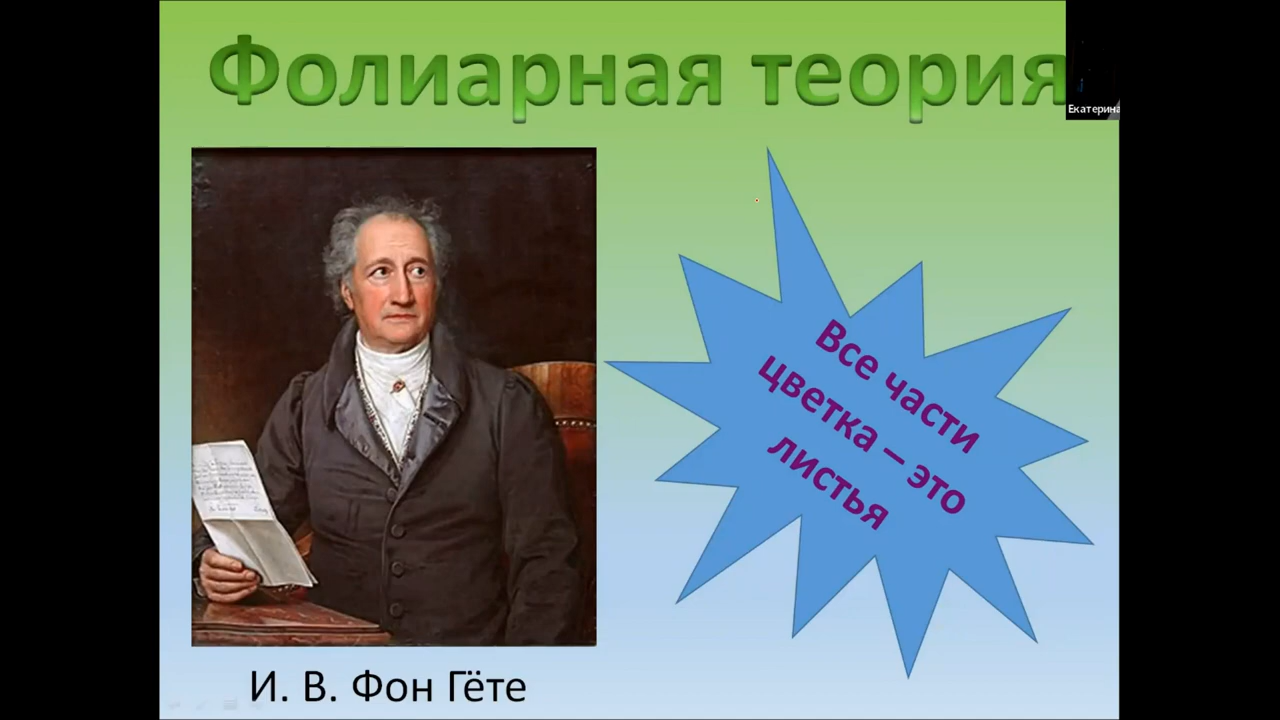 Фолиарная теория
Екатерина
Все части
цветка – это
листья
И. В. Фон Гёте